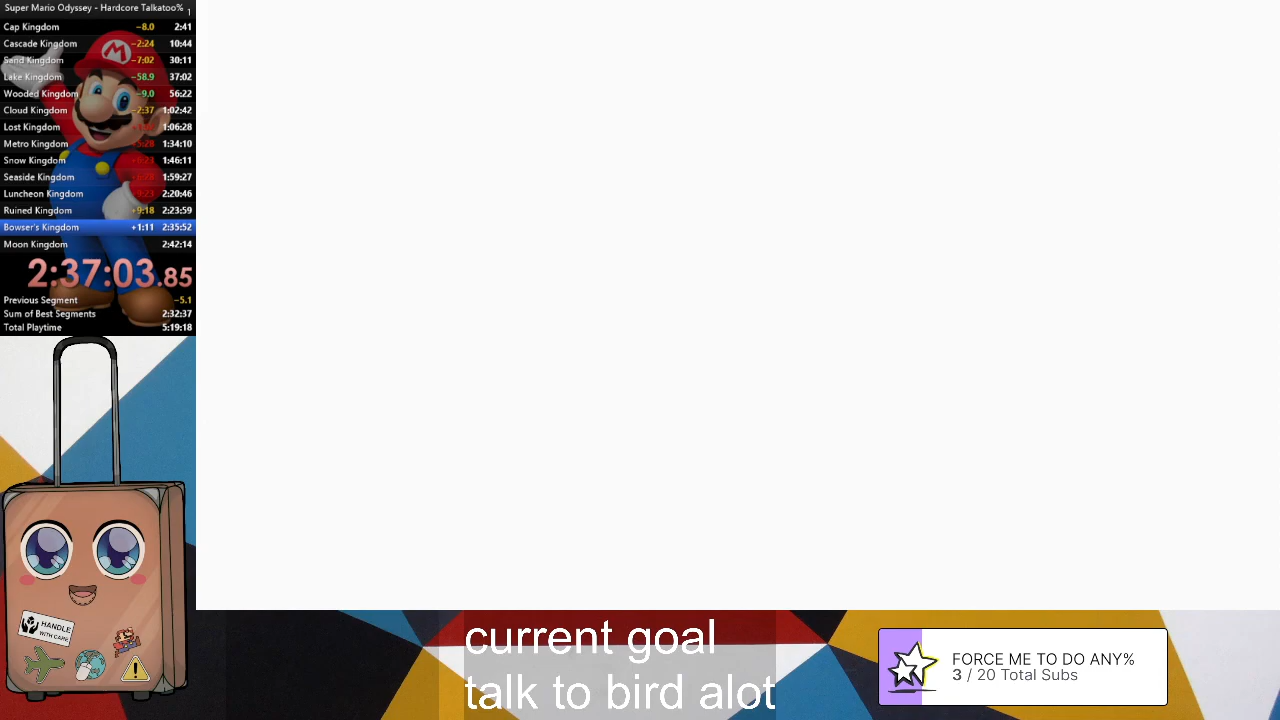 Super Mario Odyssey - Hardcore Talkatoo% 1
Cap Kingdom -8.0 2:41
Cascade Kingdom -2:24 10:44
Sand Kingdom -7:02 30:11
Lake Kingdom -58.9 37:02
Wooded Kingdom -9.0 56:22
Cloud Kingdom -2:37 1:02:42
Lost Kingdom 1:06:28
Metro Kingdom 1:34:10
Snow Kingdom 1:46:11
Seaside Kingdom 1:59:27
Luncheon Kingdom 2:20:46
Ruined Kingdom +9:18 2:23:59
Bowser's Kingdom +1:11 2:35:52
Moon Kingdom 2:42:14
2:37:03.85
Previous Segment -5.1
Sum of Best Segments 2:32:37
Total Playtime 5:19:18
HANDLE
WITH CARE
current goal
talk to bird alot
FORCE ME TO DO ANY%
3 / 20 Total Subs